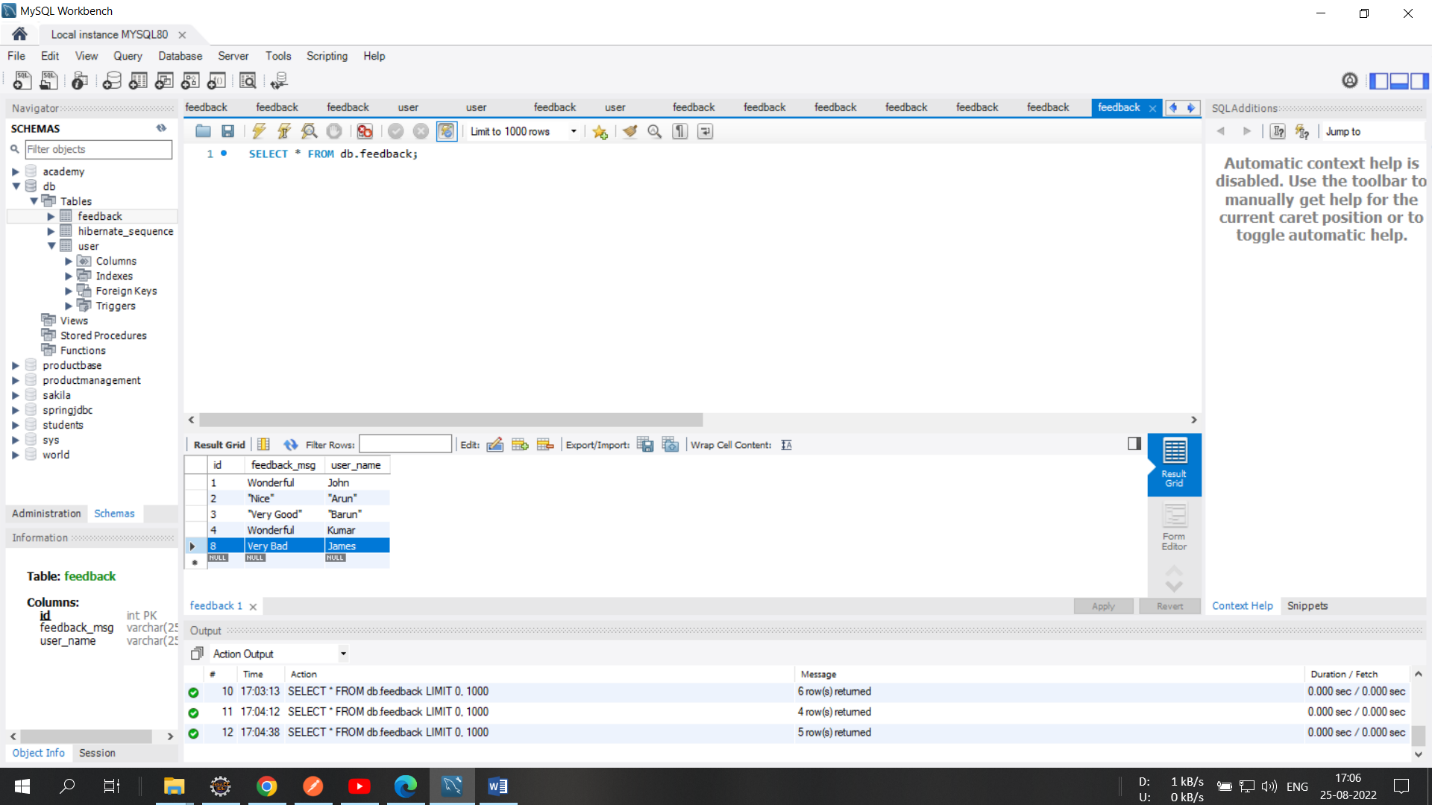 MySQL Workbench
Local instance MYSQL80
File Edit View Query Database Server Tools Scripting Help
Navigator
SCHEMAS
Filter objects
academy
db
Tables
feedback
hibernate_sequence
user
Columns
Indexes
Foreign Keys
Triggers
Views
Stored Procedures
Functions
productbase
productmanagement
sakila
springjdbc
students
sys
world
Administration Schemas
Information
Table: feedback
Columns:
id int PK
feedback_msg varchar(25
user_name varchar(25
Object Info Session
feedback feedback feedback user user feedback user feedback feedback feedback feedback feedback feedback feedback
Limit to 1000 rows
1 SELECT * FROM db.feedback;
Result Grid Filter Rows: Edit: Export/Import: Wrap Cell Content:
id feedback_msg user_name
1 Wonderful John
2 "Nice" "Arun"
3 "Very Good" "Barun"
4 Wonderful Kumar
8 Very Bad James
NULL NULL NULL
Result
Grid
Form
Editor
feedback 1
Apply Revert
Output
Action Output
# Time Action Message Duration / Fetch
10 17:03:13 SELECT * FROM db.feedback LIMIT 0, 1000 6 row(s) returned 0.000 sec / 0.000 sec
11 17:04:12 SELECT * FROM db.feedback LIMIT 0, 1000 4 row(s) returned 0.000 sec / 0.000 sec
12 17:04:38 SELECT * FROM db.feedback LIMIT 0, 1000 5 row(s) returned 0.000 sec / 0.000 sec
SQLAdditions
Jump to
Automatic context help is
disabled. Use the toolbar to
manually get help for the
current caret position or to
toggle automatic help.
Context Help Snippets
D: 1 kB/s
U: 0 kB/s
ENG
17:06
25-08-2022